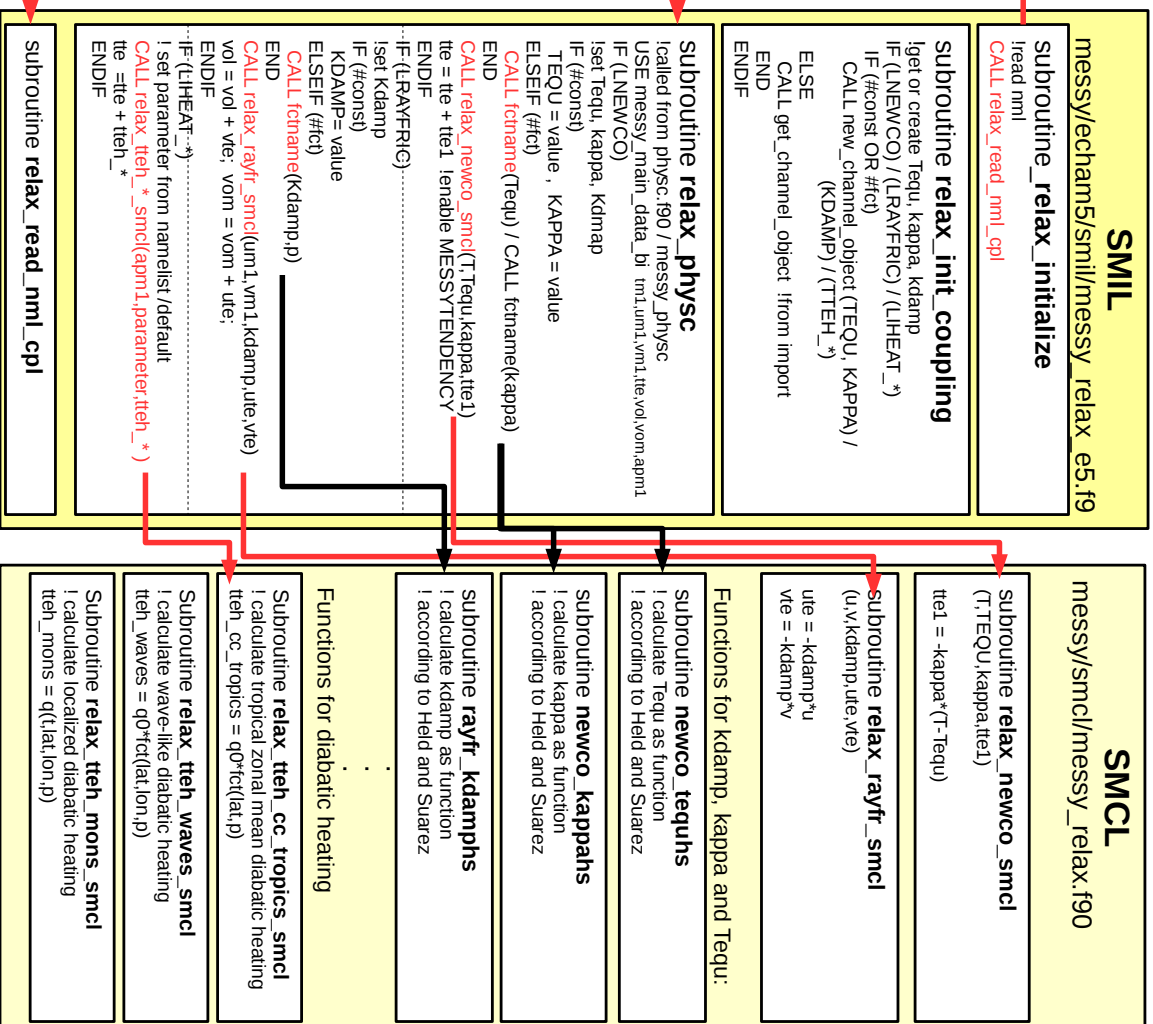 SMIL
messy/echam5/smil/messy_relax_e5.f9
subroutine_relax_initialize
!read nml
CALL relax_read_nml_cpl
subroutine relax_init_coupling
!get or create Tequ, kappa, kdamp
IF (LNEWCO) / (LRAYFRIC) / (LIHEAT_*)
IF (#const OR #fct)
CALL new_channel_object (TEQU, KAPPA) /
(KDAMP) / (TTEH_*)
ELSE
CALL get_channel_object !from import
END
ENDIF
subroutine relax_physc
!called from physc.f90 / messy_physc
USE messy_main_data_bi tm1,um1,vm1,tte,vol,vom,apm1
IF (LNEWCO)
!set Tequ, kappa, Kdmap
IF (#const)
TEQU = value , KAPPA = value
ELSEIF (#fct)
CALL fctname(Tequ) / CALL fctname(kappa)
END
CALL relax_newco_smcl(T,Tequ,kappa,tte1)
tte = tte + tte1 !enable MESSYTENDENCY
ENDIF
IF (LRAYFRIC)
!set Kdamp
IF (#const)
KDAMP= value
ELSEIF (#fct)
CALL fctname(Kdamp,p)
END
CALL relax_rayfr_smcl(um1,vm1,kdamp,ute,vte)
vol = vol + vte; vom = vom + ute;
ENDIF
IF (LIHEAT_*)
! set parameter from namelist /default
CALL relax_tteh_*_smcl(apm1,parameter,tteh_* )
tte =tte + tteh_*
ENDIF
subroutine relax_read_nml_cpl
SMCL
messy/smcl/messy_relax.f90
subroutine relax_newco_smcl
(T,TEQU,kappa,tte1)
tte1 = -kappa*(T-Tequ)
subroutine relax_rayfr_smcl
(u,v,kdamp,ute,vte)
ute = -kdamp*u
vte = -kdamp*v
Functions for kdamp, kappa and Tequ:
subroutine newco_tequhs
! calculate Tequ as function
! according to Held and Suarez
subroutine newco_kappahs
! calculate kappa as function
! according to Held and Suarez
subroutine rayfr_kdamphs
! calculate kdamp as function
! according to Held and Suarez
. . .
Functions for diabatic heating
Subroutine relax_tteh_cc_tropics_smcl
! calculate tropical zonal mean diabatic heating
tteh_cc_tropics = q0*fct(lat,p)
Subroutine relax_tteh_waves_smcl
! calculate wave-like diabatic heating
tteh_waves = q0*fct(lat,lon,p)
Subroutine relax_tteh_mons_smcl
! calculate localized diabatic heating
tteh_mons = q(t,lat,lon,p)